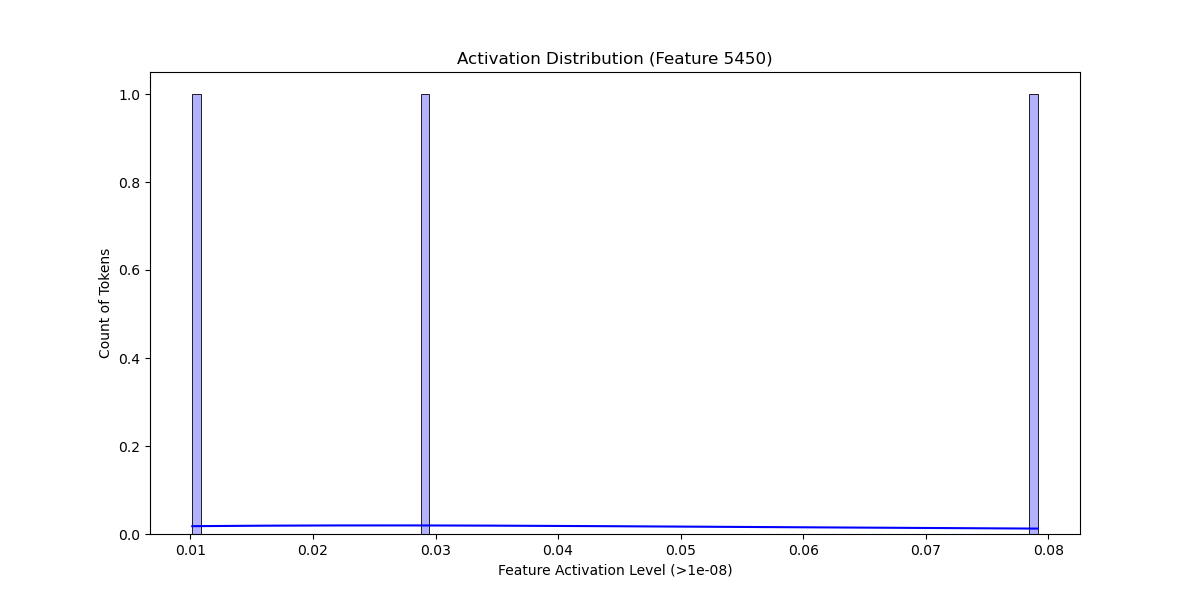 Activation Distribution (Feature 5450)
1.0
0.8
0.6
0.4
0.2
0.0
Count of Tokens
0.01 0.02 0.03 0.04 0.05 0.06 0.07 0.08
Feature Activation Level (>1e-08)